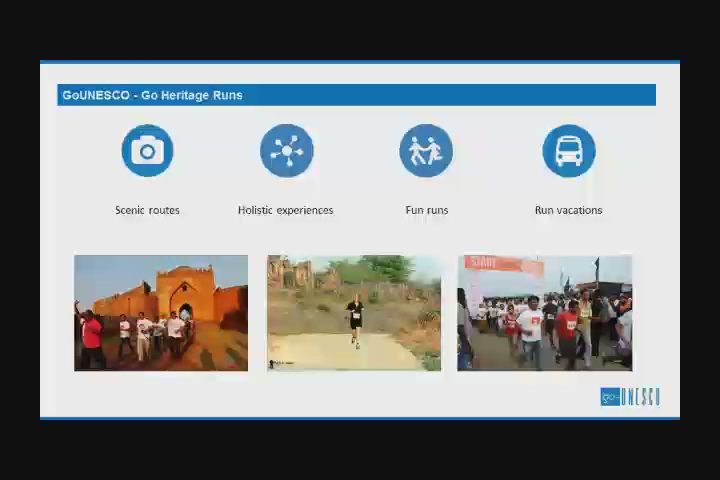 GoUNESCO - Go Heritage Runs
Scenic routes
Holistic experiences
Fun runs
Run vacations
START
go UNESCO